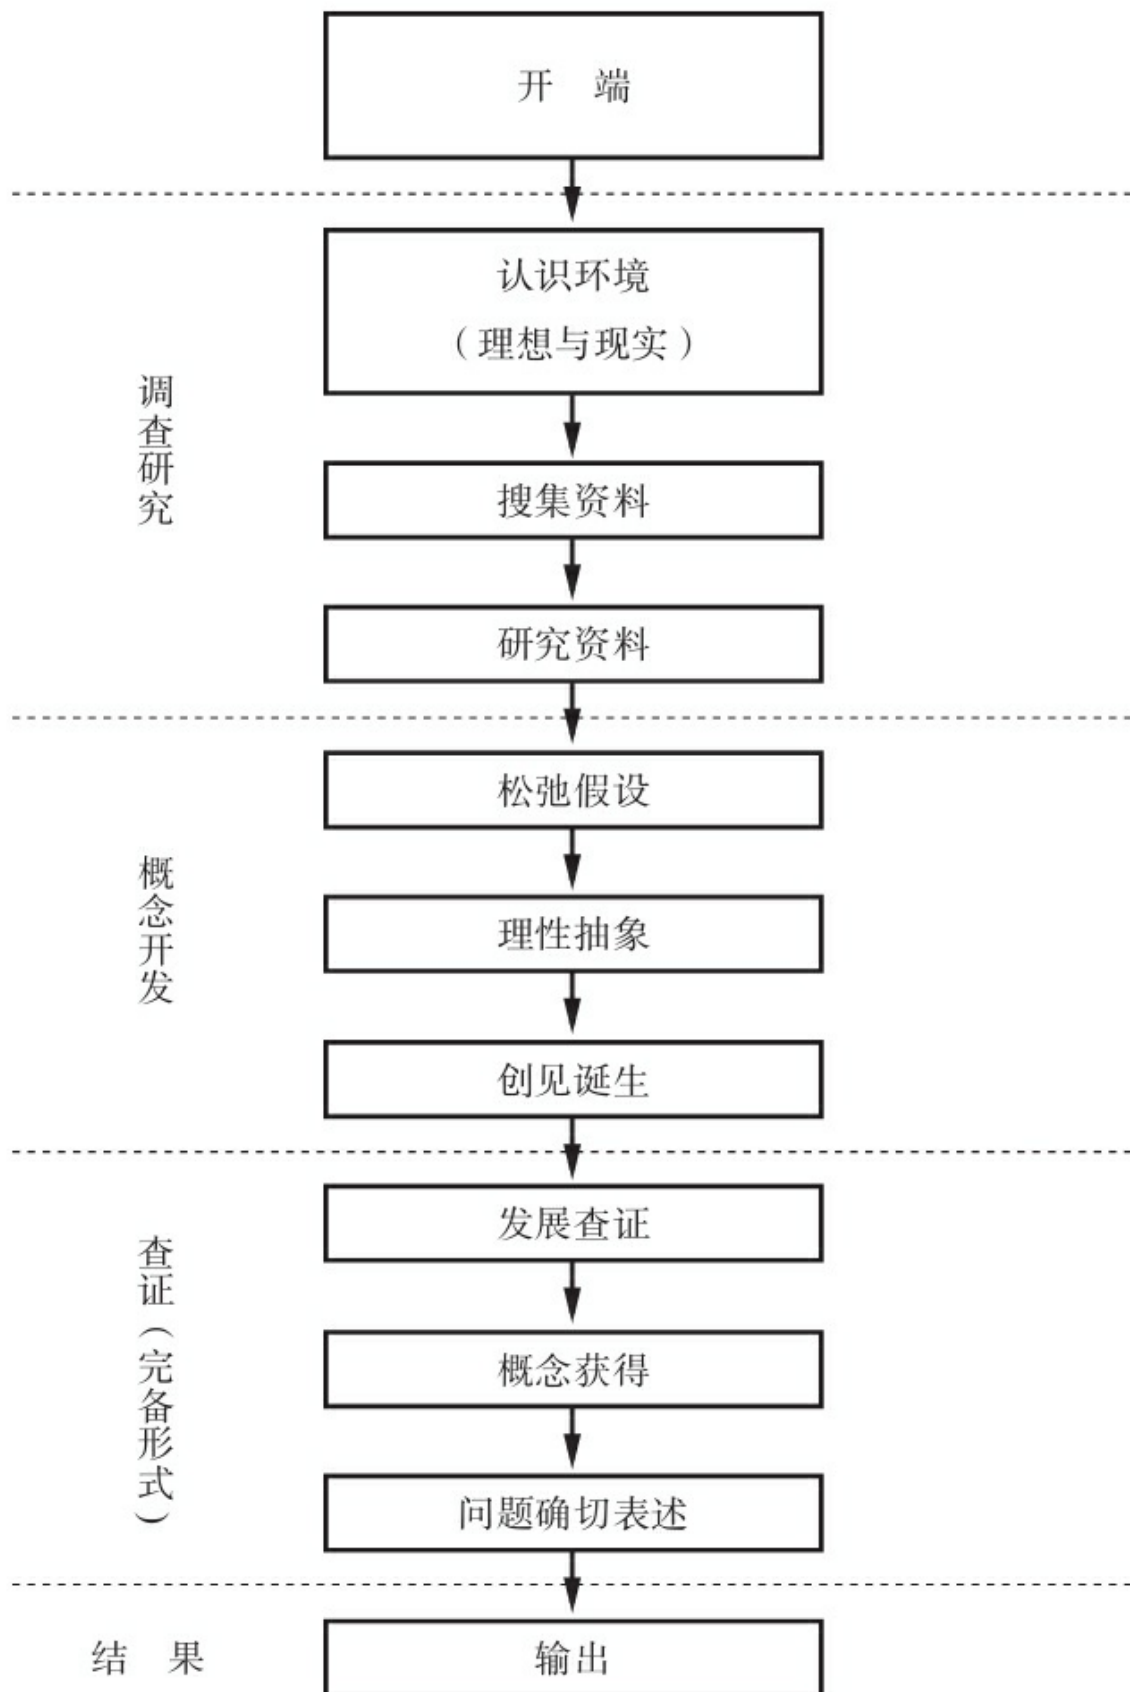 开 端
调查研究
认识环境
（理想与现实）
搜集资料
研究资料
概念开发
松弛假设
理性抽象
创见诞生
查证（完备形式）
发展查证
概念获得
问题确切表述
结 果
输出